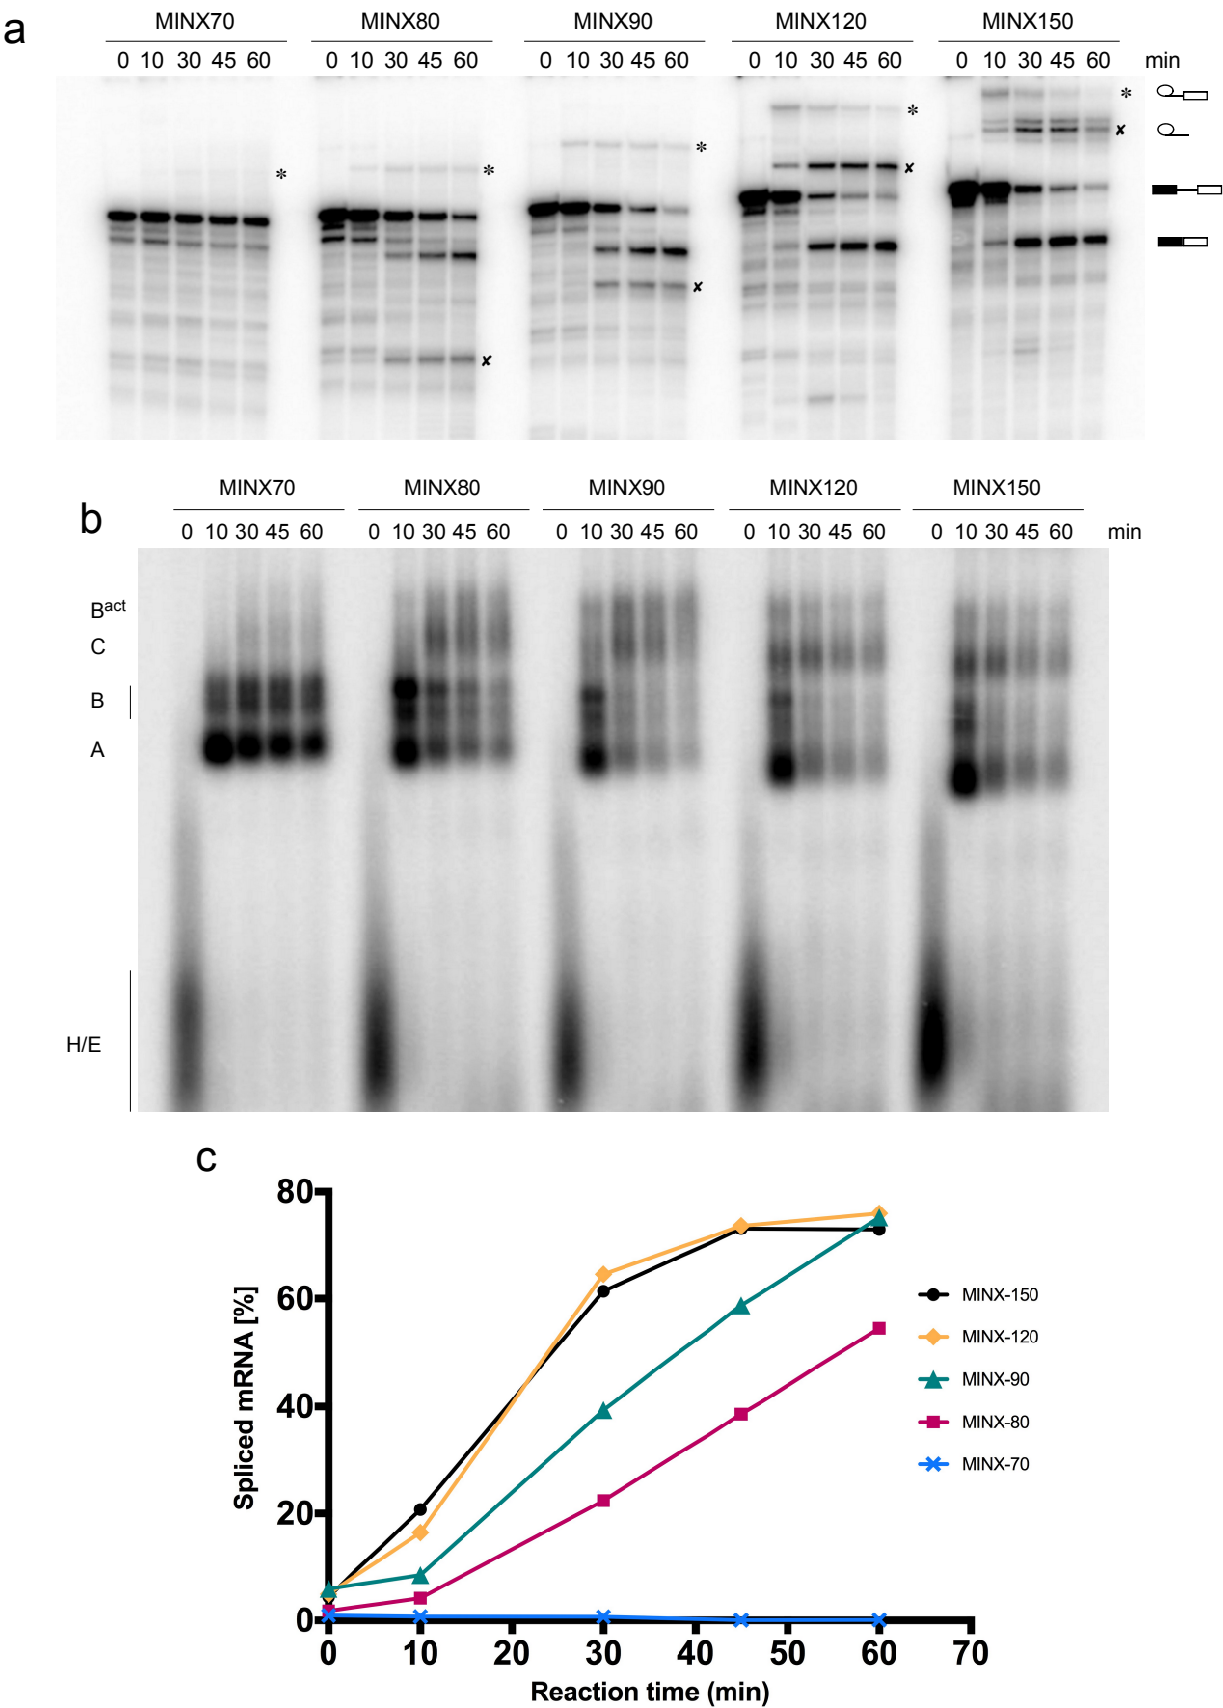 a
MINX70 MINX80 MINX90 MINX120 MINX150
0 10 30 45 60 0 10 30 45 60 0 10 30 45 60 0 10 30 45 60 0 10 30 45 60 min
* * * * *
x x x x
b
MINX70 MINX80 MINX90 MINX120 MINX150
0 10 30 45 60 0 10 30 45 60 0 10 30 45 60 0 10 30 45 60 0 10 30 45 60 min
Bact
C
B
A
H/E
c
80
60
40
20
0
Spliced mRNA [%]
0 10 20 30 40 50 60 70
Reaction time (min)
MINX-150
MINX-120
MINX-90
MINX-80
MINX-70